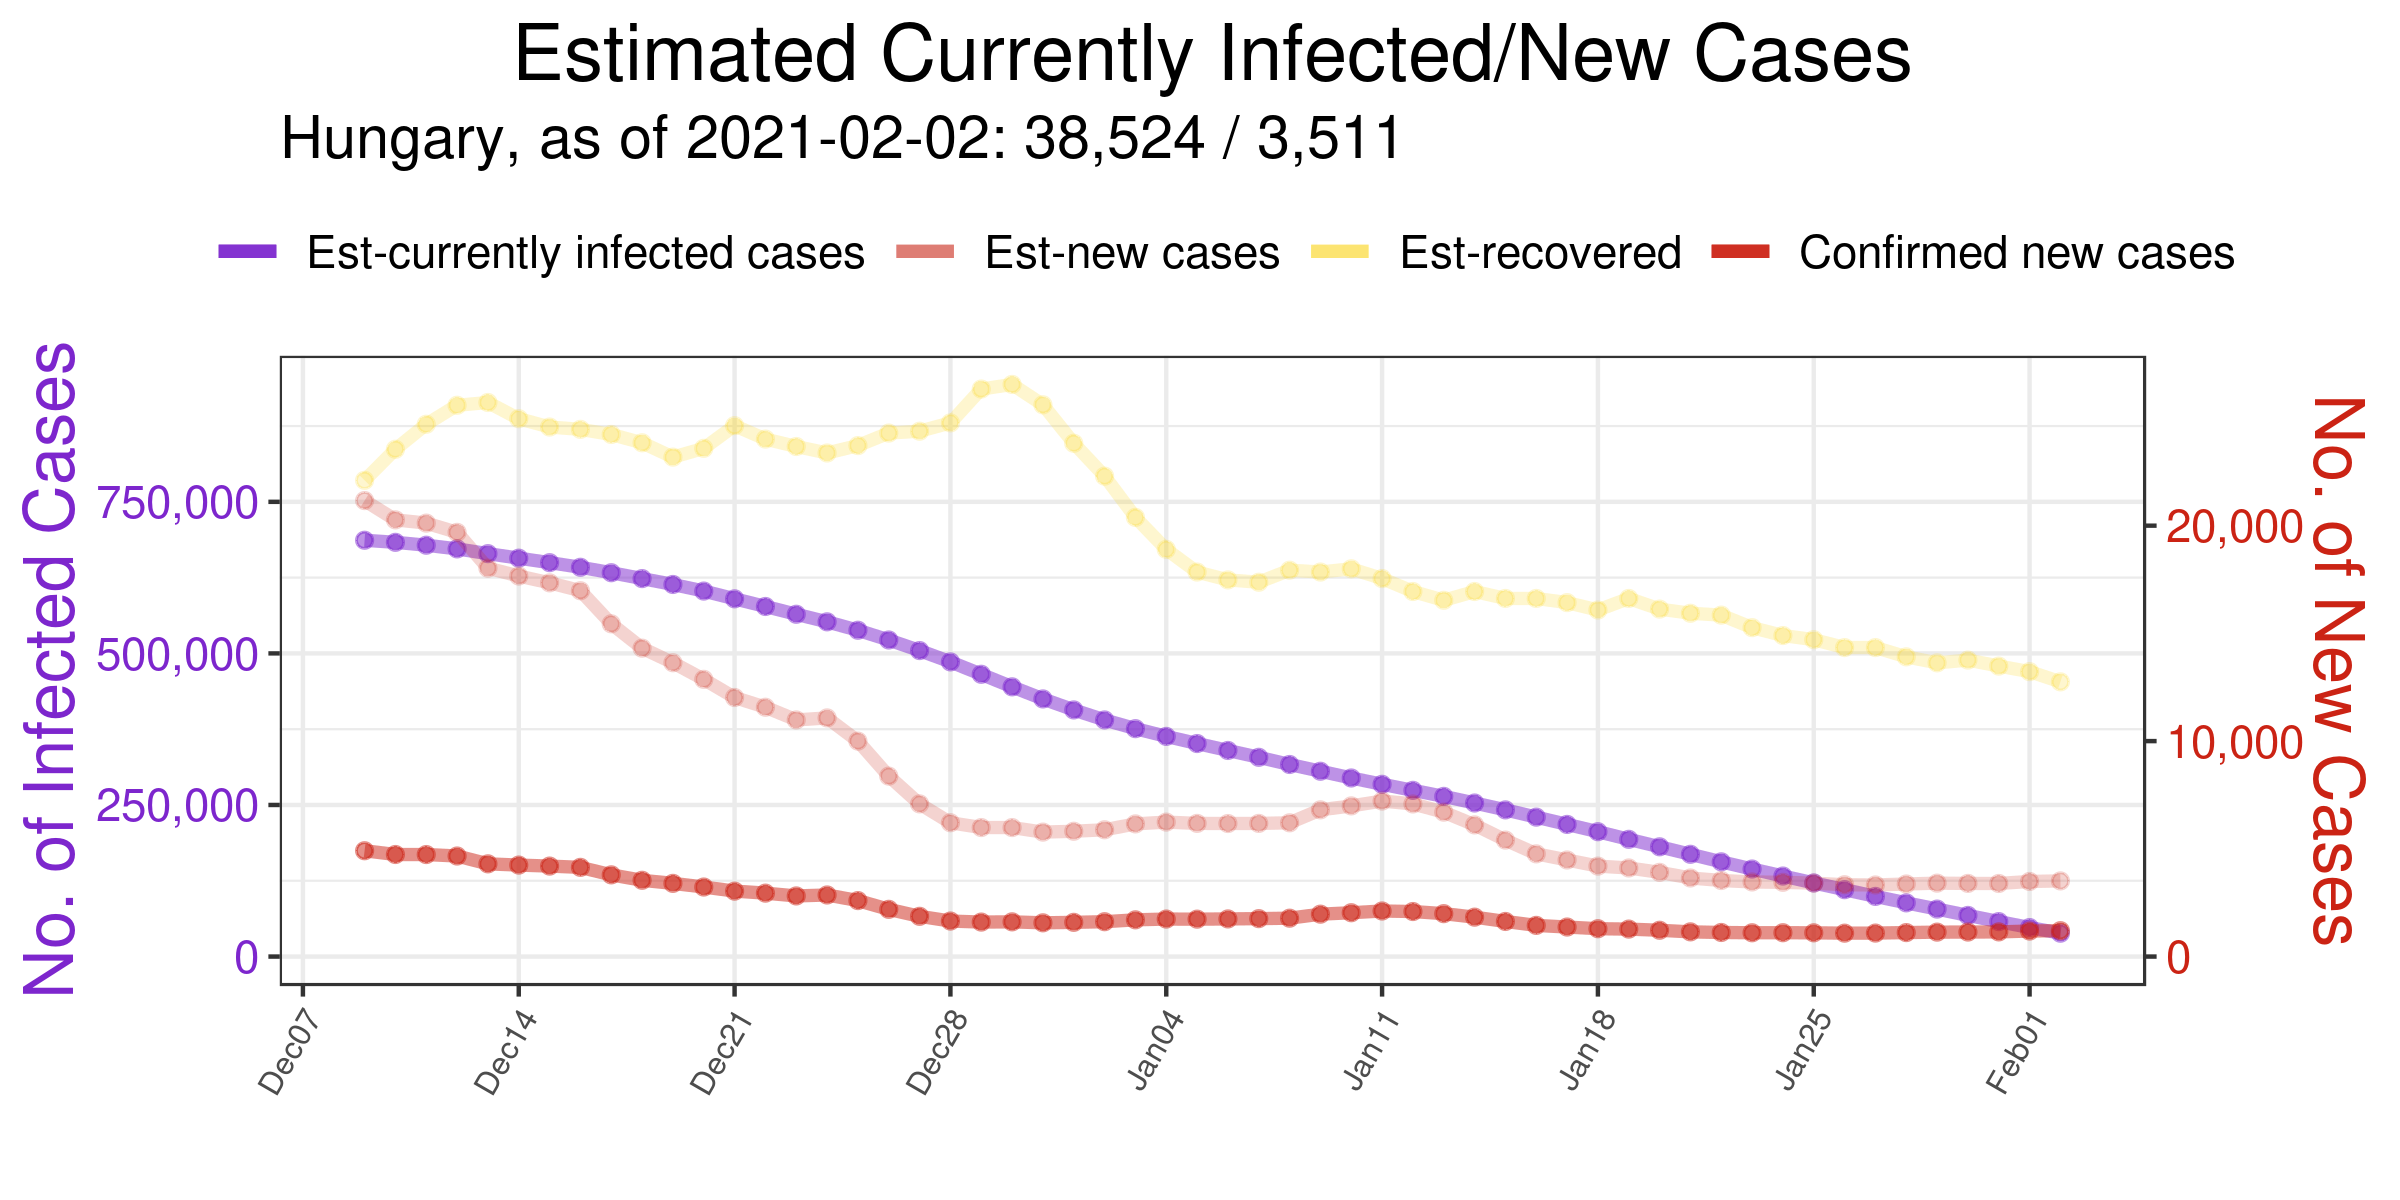 Estimated Currently Infected/New Cases
Hungary, as of 2021-02-02: 38,524 / 3,511
Est-currently infected cases Est-new cases Est-recovered Confirmed new cases
No. of Infected Cases
750,000
500,000
250,000
0
20,000
10,000
0
No. of New Cases
Dec07 Dec14 Dec21 Dec28 Jan04 Jan11 Jan18 Jan25 Feb01